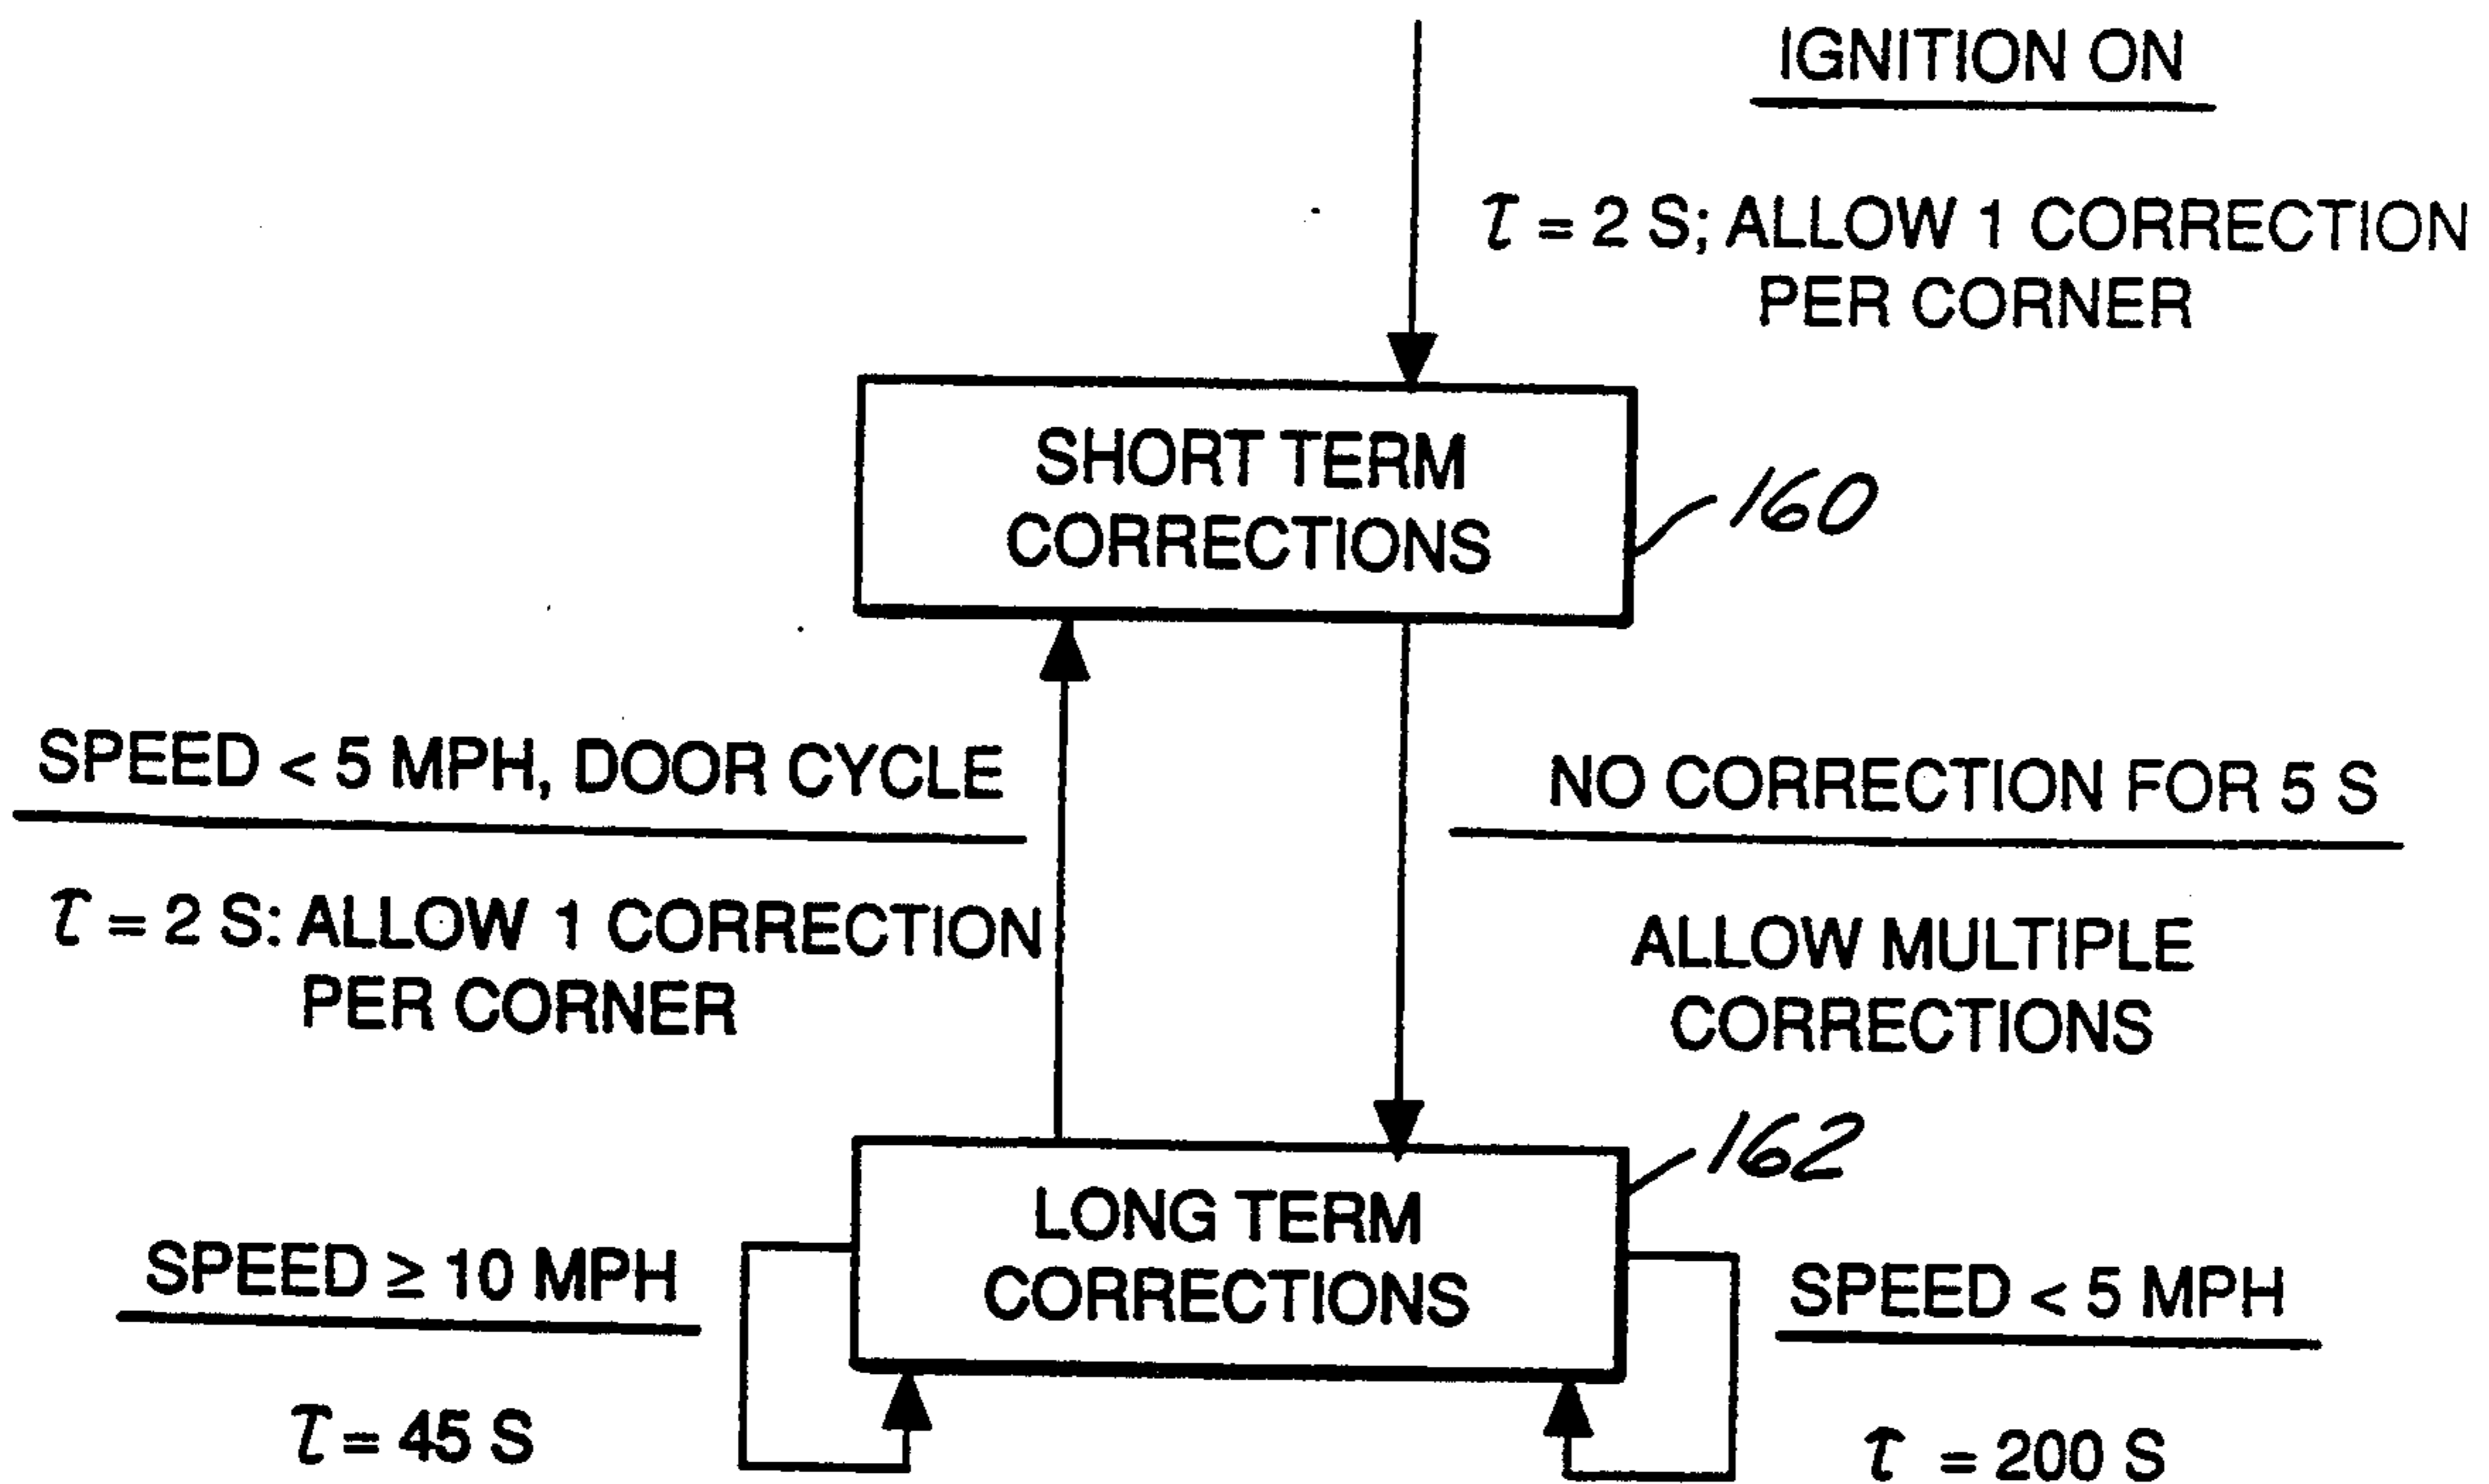 IGNITION ON
τ = 2 S; ALLOW 1 CORRECTION
PER CORNER
SHORT TERM
CORRECTIONS
160
SPEED < 5 MPH, DOOR CYCLE
τ = 2 S: ALLOW 1 CORRECTION
PER CORNER
NO CORRECTION FOR 5 S
ALLOW MULTIPLE
CORRECTIONS
162
LONG TERM
CORRECTIONS
SPEED ≥ 10 MPH
τ = 45 S
SPEED < 5 MPH
τ = 200 S